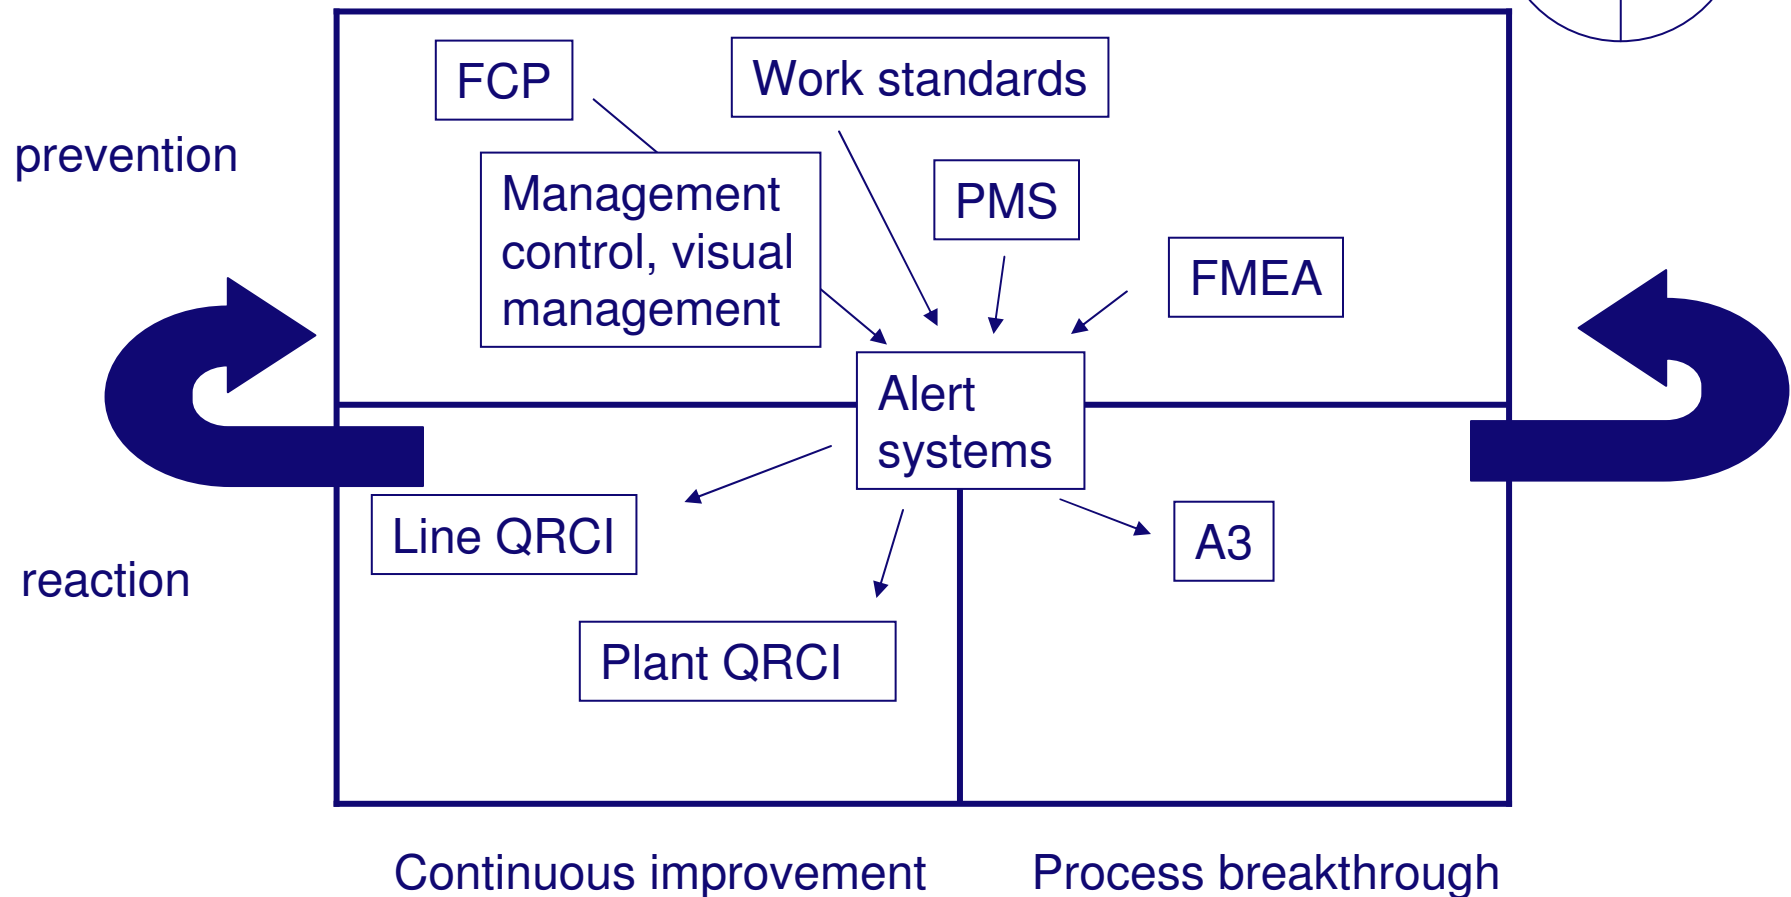 FCP
Work standards
prevention
Management
control, visual
management
PMS
FMEA
Alert
systems
Line QRCI
A3
reaction
Plant QRCI
Continuous improvement
Process breakthrough